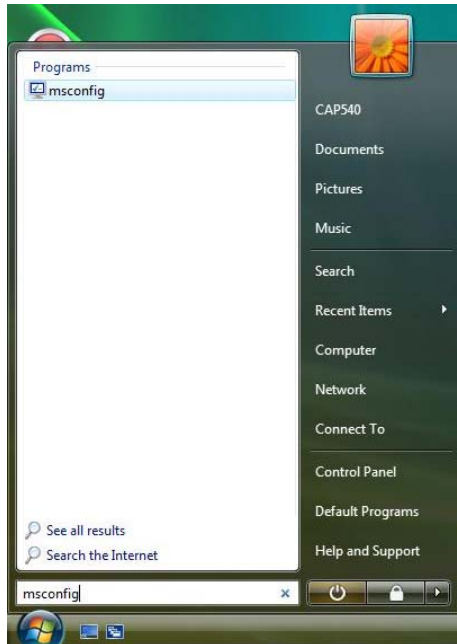 Programs
msconfig
See all results
Search the Internet
msconfig
CAP540
Documents
Pictures
Music
Search
Recent Items
Computer
Network
Connect To
Control Panel
Default Programs
Help and Support